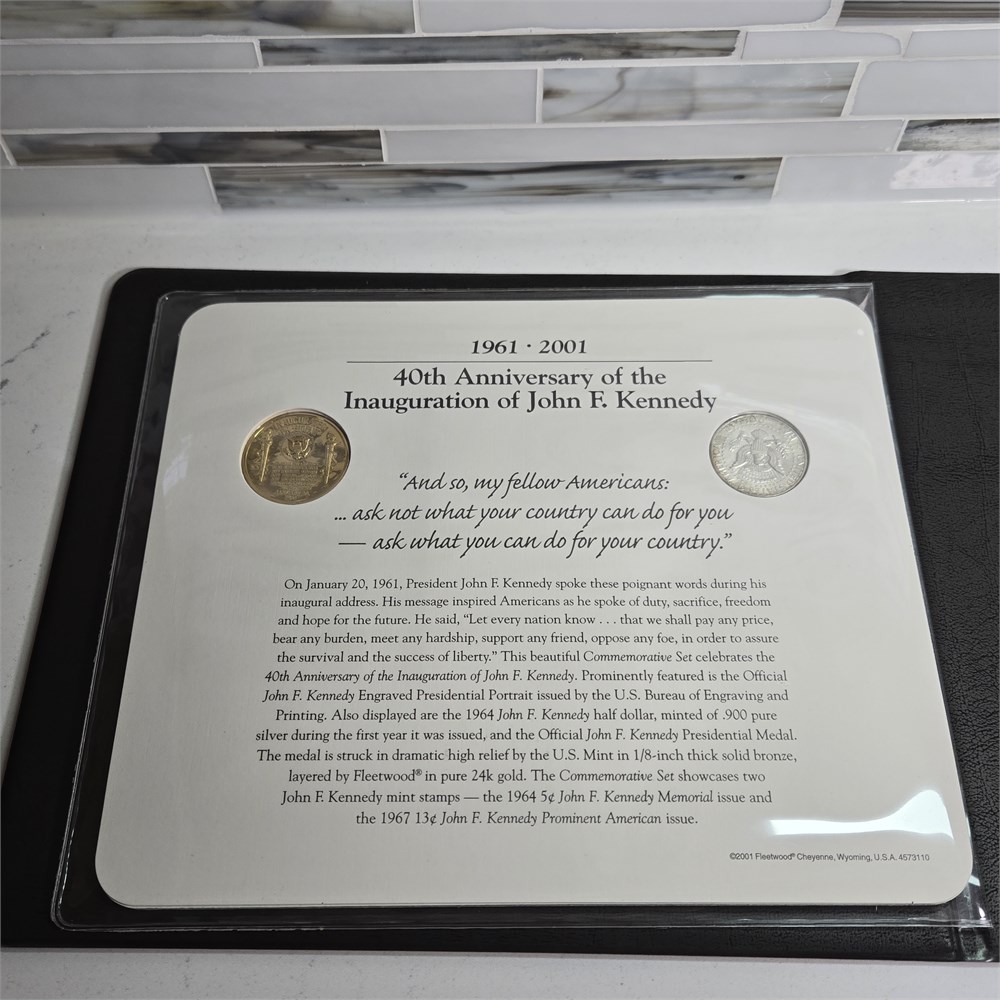 1961 · 2001
40th Anniversary of the
Inauguration of John F. Kennedy
“And so, my fellow Americans:
... ask not what your country can do for you
— ask what you can do for your country.”
On January 20, 1961, President John F. Kennedy spoke these poignant words during his
inaugural address. His message inspired Americans as he spoke of duty, sacrifice, freedom
and hope for the future. He said, “Let every nation know . . . that we shall pay any price,
bear any burden, meet any hardship, support any friend, oppose any foe, in order to assure
the survival and the success of liberty.” This beautiful Commemorative Set celebrates the
40th Anniversary of the Inauguration of John F. Kennedy. Prominently featured is the Official
John F. Kennedy Engraved Presidential Portrait issued by the U.S. Bureau of Engraving and
Printing. Also displayed are the 1964 John F. Kennedy half dollar, minted of .900 pure
silver during the first year it was issued, and the Official John F. Kennedy Presidential Medal.
The medal is struck in dramatic high relief by the U.S. Mint in 1/8-inch thick solid bronze,
layered by Fleetwood® in pure 24k gold. The Commemorative Set showcases two
John F. Kennedy mint stamps — the 1964 5¢ John F. Kennedy Memorial issue and
the 1967 13¢ John F. Kennedy Prominent American issue.
©2001 Fleetwood® Cheyenne, Wyoming, U.S.A. 4573110